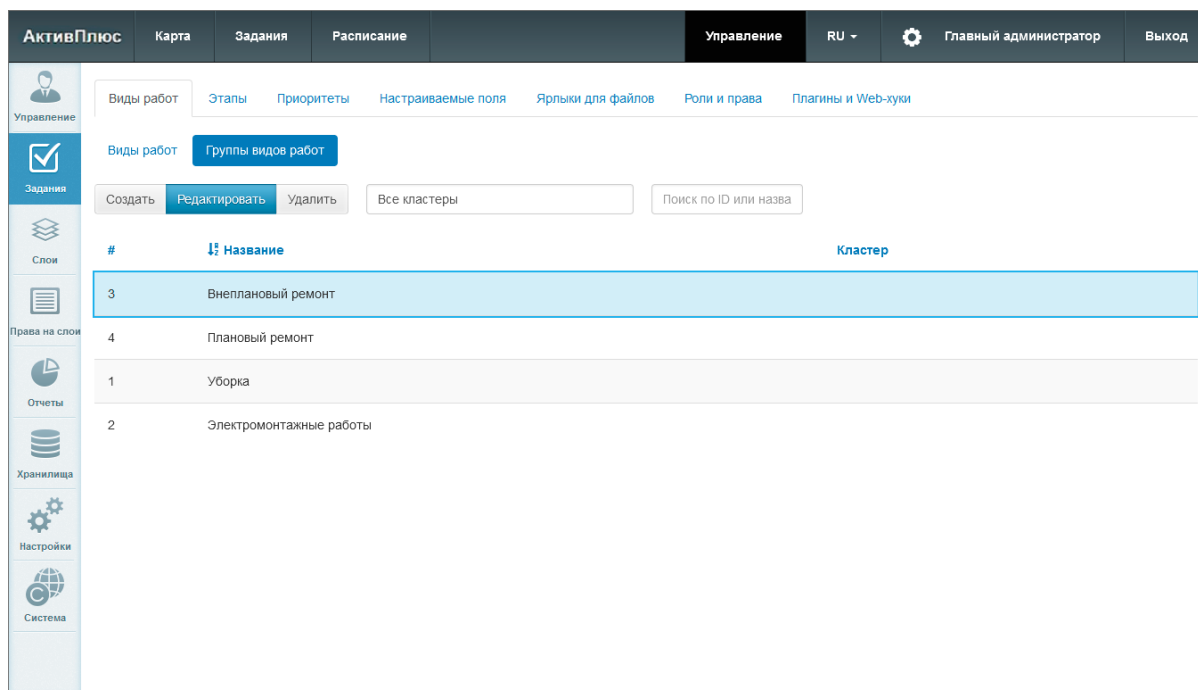 АктивПлюс Карта Задания Расписание Управление RU Главный администратор Выход
Управление
Задания
Слои
Права на слои
Отчеты
Хранилища
Настройки
Система
Виды работ Этапы Приоритеты Настраиваемые поля Ярлыки для файлов Роли и права Плагины и Web-хуки
Виды работ Группы видов работ
Создать Редактировать Удалить Все кластеры Поиск по ID или назва
# Название Кластер
3 Внеплановый ремонт
4 Плановый ремонт
1 Уборка
2 Электромонтажные работы